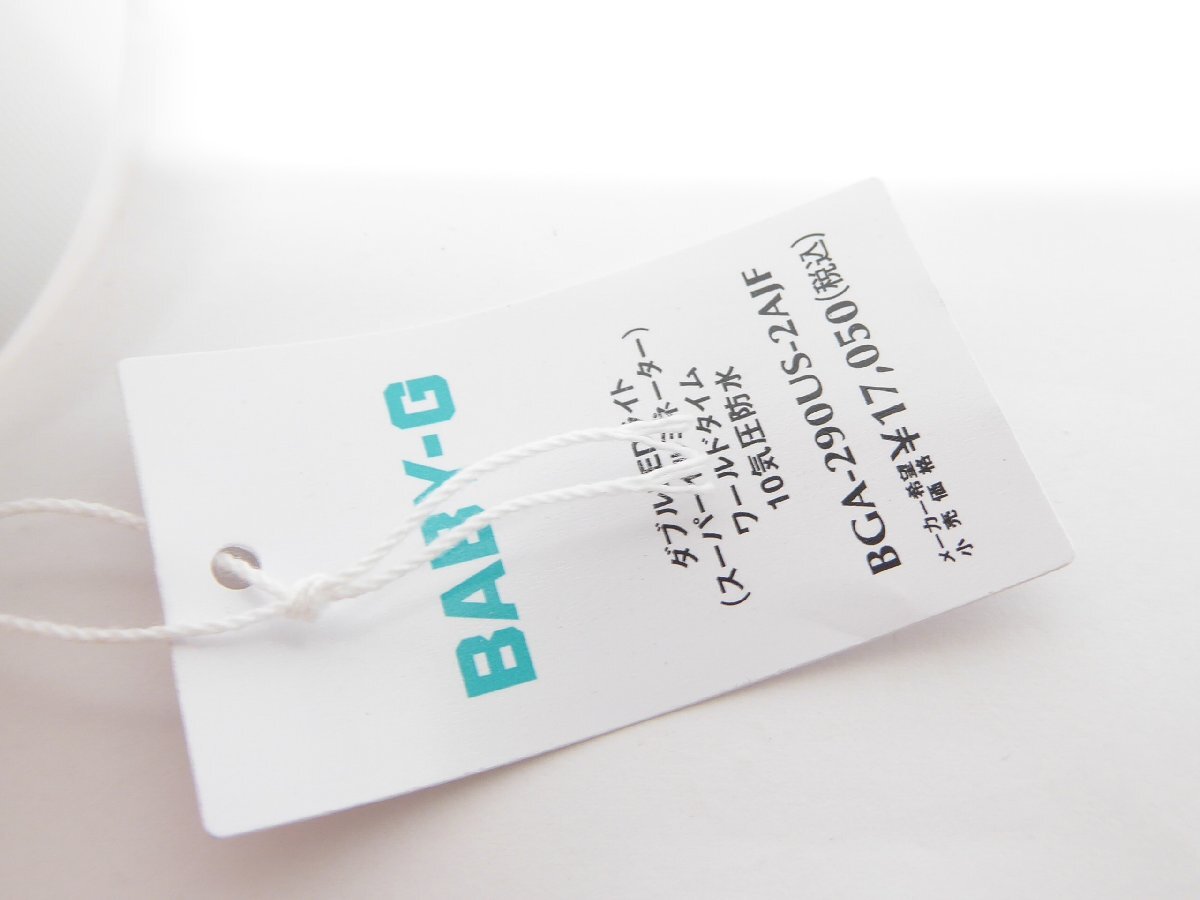 BABY-G
ダブルLEDライト
(スーパーイルミネーター)
ワールドタイム
10気圧防水
BGA-290US-2AJF
メーカー希望小売価格 ¥17,050(税込)